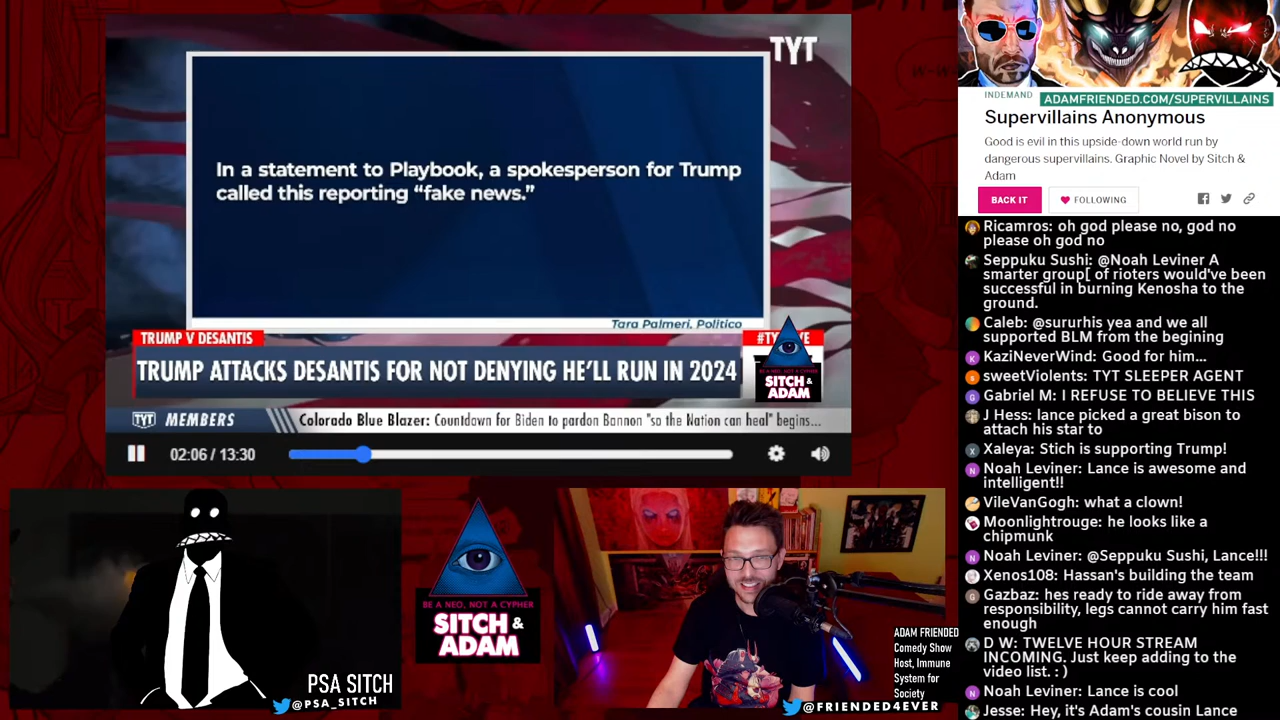 TYT
In a statement to Playbook, a spokesperson for Trump
called this reporting “fake news.”
Tara Palmeri, Politico
TRUMP V DESANTIS
TRUMP ATTACKS DESANTIS FOR NOT DENYING HE'LL RUN IN 2024
BE A NEO, NOT A CYPHER
SITCH &
ADAM
TYT MEMBERS
Colorado Blue Blazer: Countdown for Biden to pardon Bannon "so the Nation can heal" begins...
02:06 / 13:30
PSA SITCH
@PSA_SITCH
BE A NEO, NOT A CYPHER
SITCH &
ADAM
ADAM FRIENDED
Comedy Show
Host, Immune
System for
Society
@FRIENDED4EVER
INDEMAND
ADAMFRIENDED.COM/SUPERVILLAINS
Supervillains Anonymous
Good is evil in this upside-down world run by
dangerous supervillains. Graphic Novel by Sitch &
Adam
BACK IT
FOLLOWING
Ricamros: oh god please no, god no
please oh god no
Seppuku Sushi: @Noah Leviner A
smarter group[ of rioters would've been
successful in burning Kenosha to the
ground.
Caleb: @sururhis yea and we all
supported BLM from the begining
KaziNeverWind: Good for him...
sweetViolents: TYT SLEEPER AGENT
Gabriel M: I REFUSE TO BELIEVE THIS
J Hess: lance picked a great bison to
attach his star to
Xaleya: Stich is supporting Trump!
Noah Leviner: Lance is awesome and
intelligent!!
VileVanGogh: what a clown!
Moonlightrouge: he looks like a
chipmunk
Noah Leviner: @Seppuku Sushi, Lance!!!
Xenos108: Hassan's building the team
Gazbaz: hes ready to ride away from
responsibility, legs cannot carry him fast
enough
D W: TWELVE HOUR STREAM
INCOMING. Just keep adding to the
video list. : )
Noah Leviner: Lance is cool
Jesse: Hey, it's Adam's cousin Lance